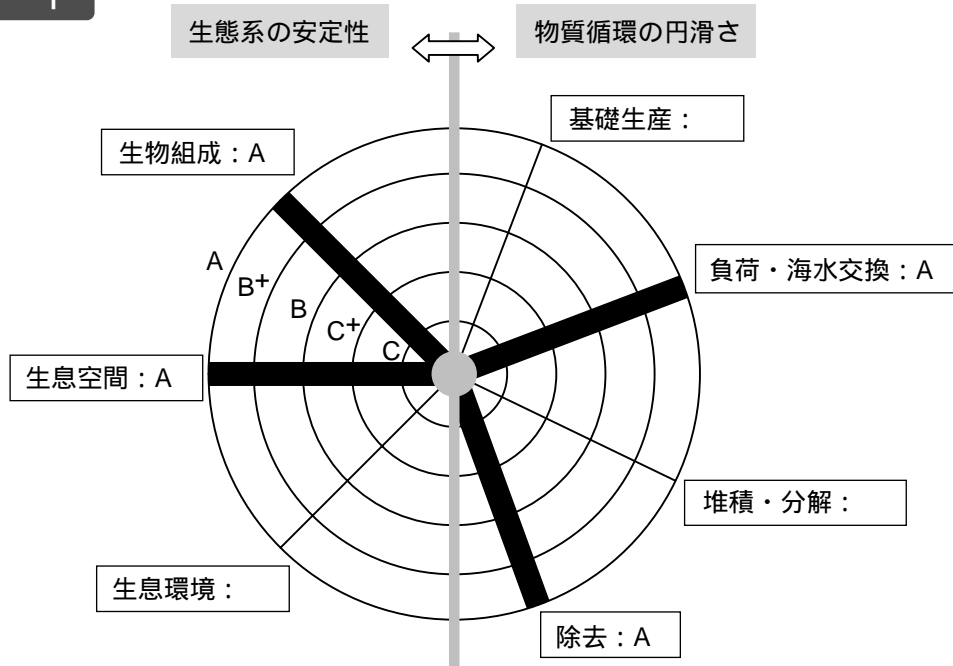 生態系の安定性
物質循環の円滑さ
基礎生産：
生物組成：A
負荷・海水交換：A
A
B+
B
C+
C
生息空間：A
堆積・分解：
生息環境：
除去：A